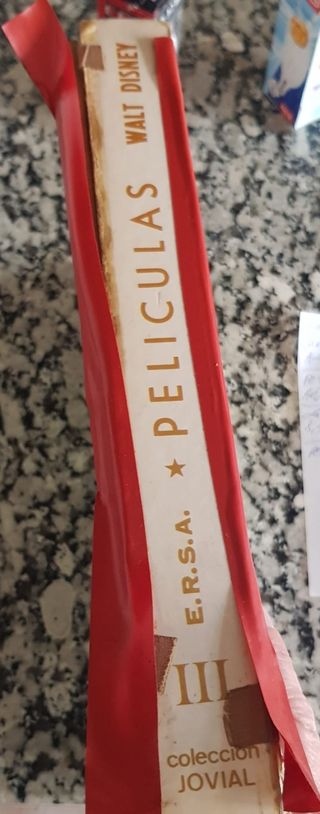 WALT DISNEY
PELICULAS
★ E.R.S.A.
III
colección
JOVIAL